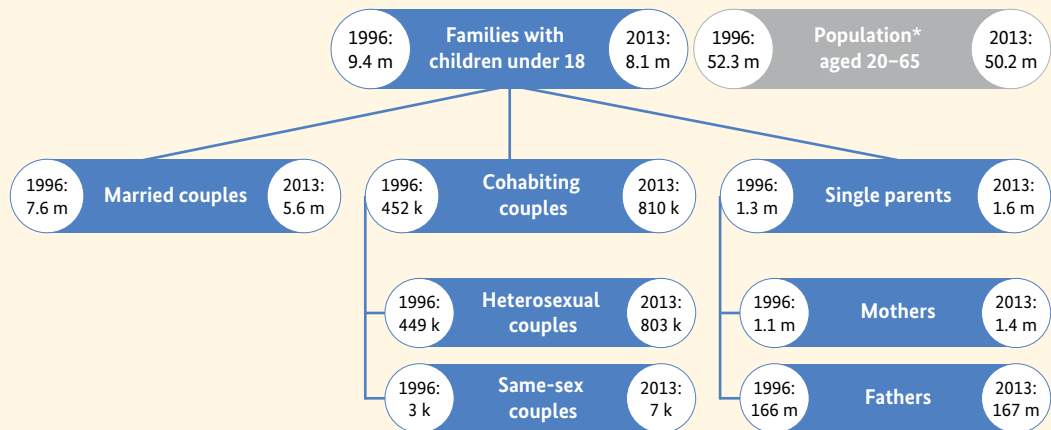 1996:
9.4 m
Families with
children under 18
2013:
8.1 m
1996:
52.3 m
Population*
aged 20–65
2013:
50.2 m
1996:
7.6 m
Married couples
2013:
5.6 m
1996:
452 k
Cohabiting
couples
2013:
810 k
1996:
1.3 m
Single parents
2013:
1.6 m
1996:
449 k
Heterosexual
couples
2013:
803 k
1996:
1.1 m
Mothers
2013:
1.4 m
1996:
3 k
Same-sex
couples
2013:
7 k
1996:
166 m
Fathers
2013:
167 m